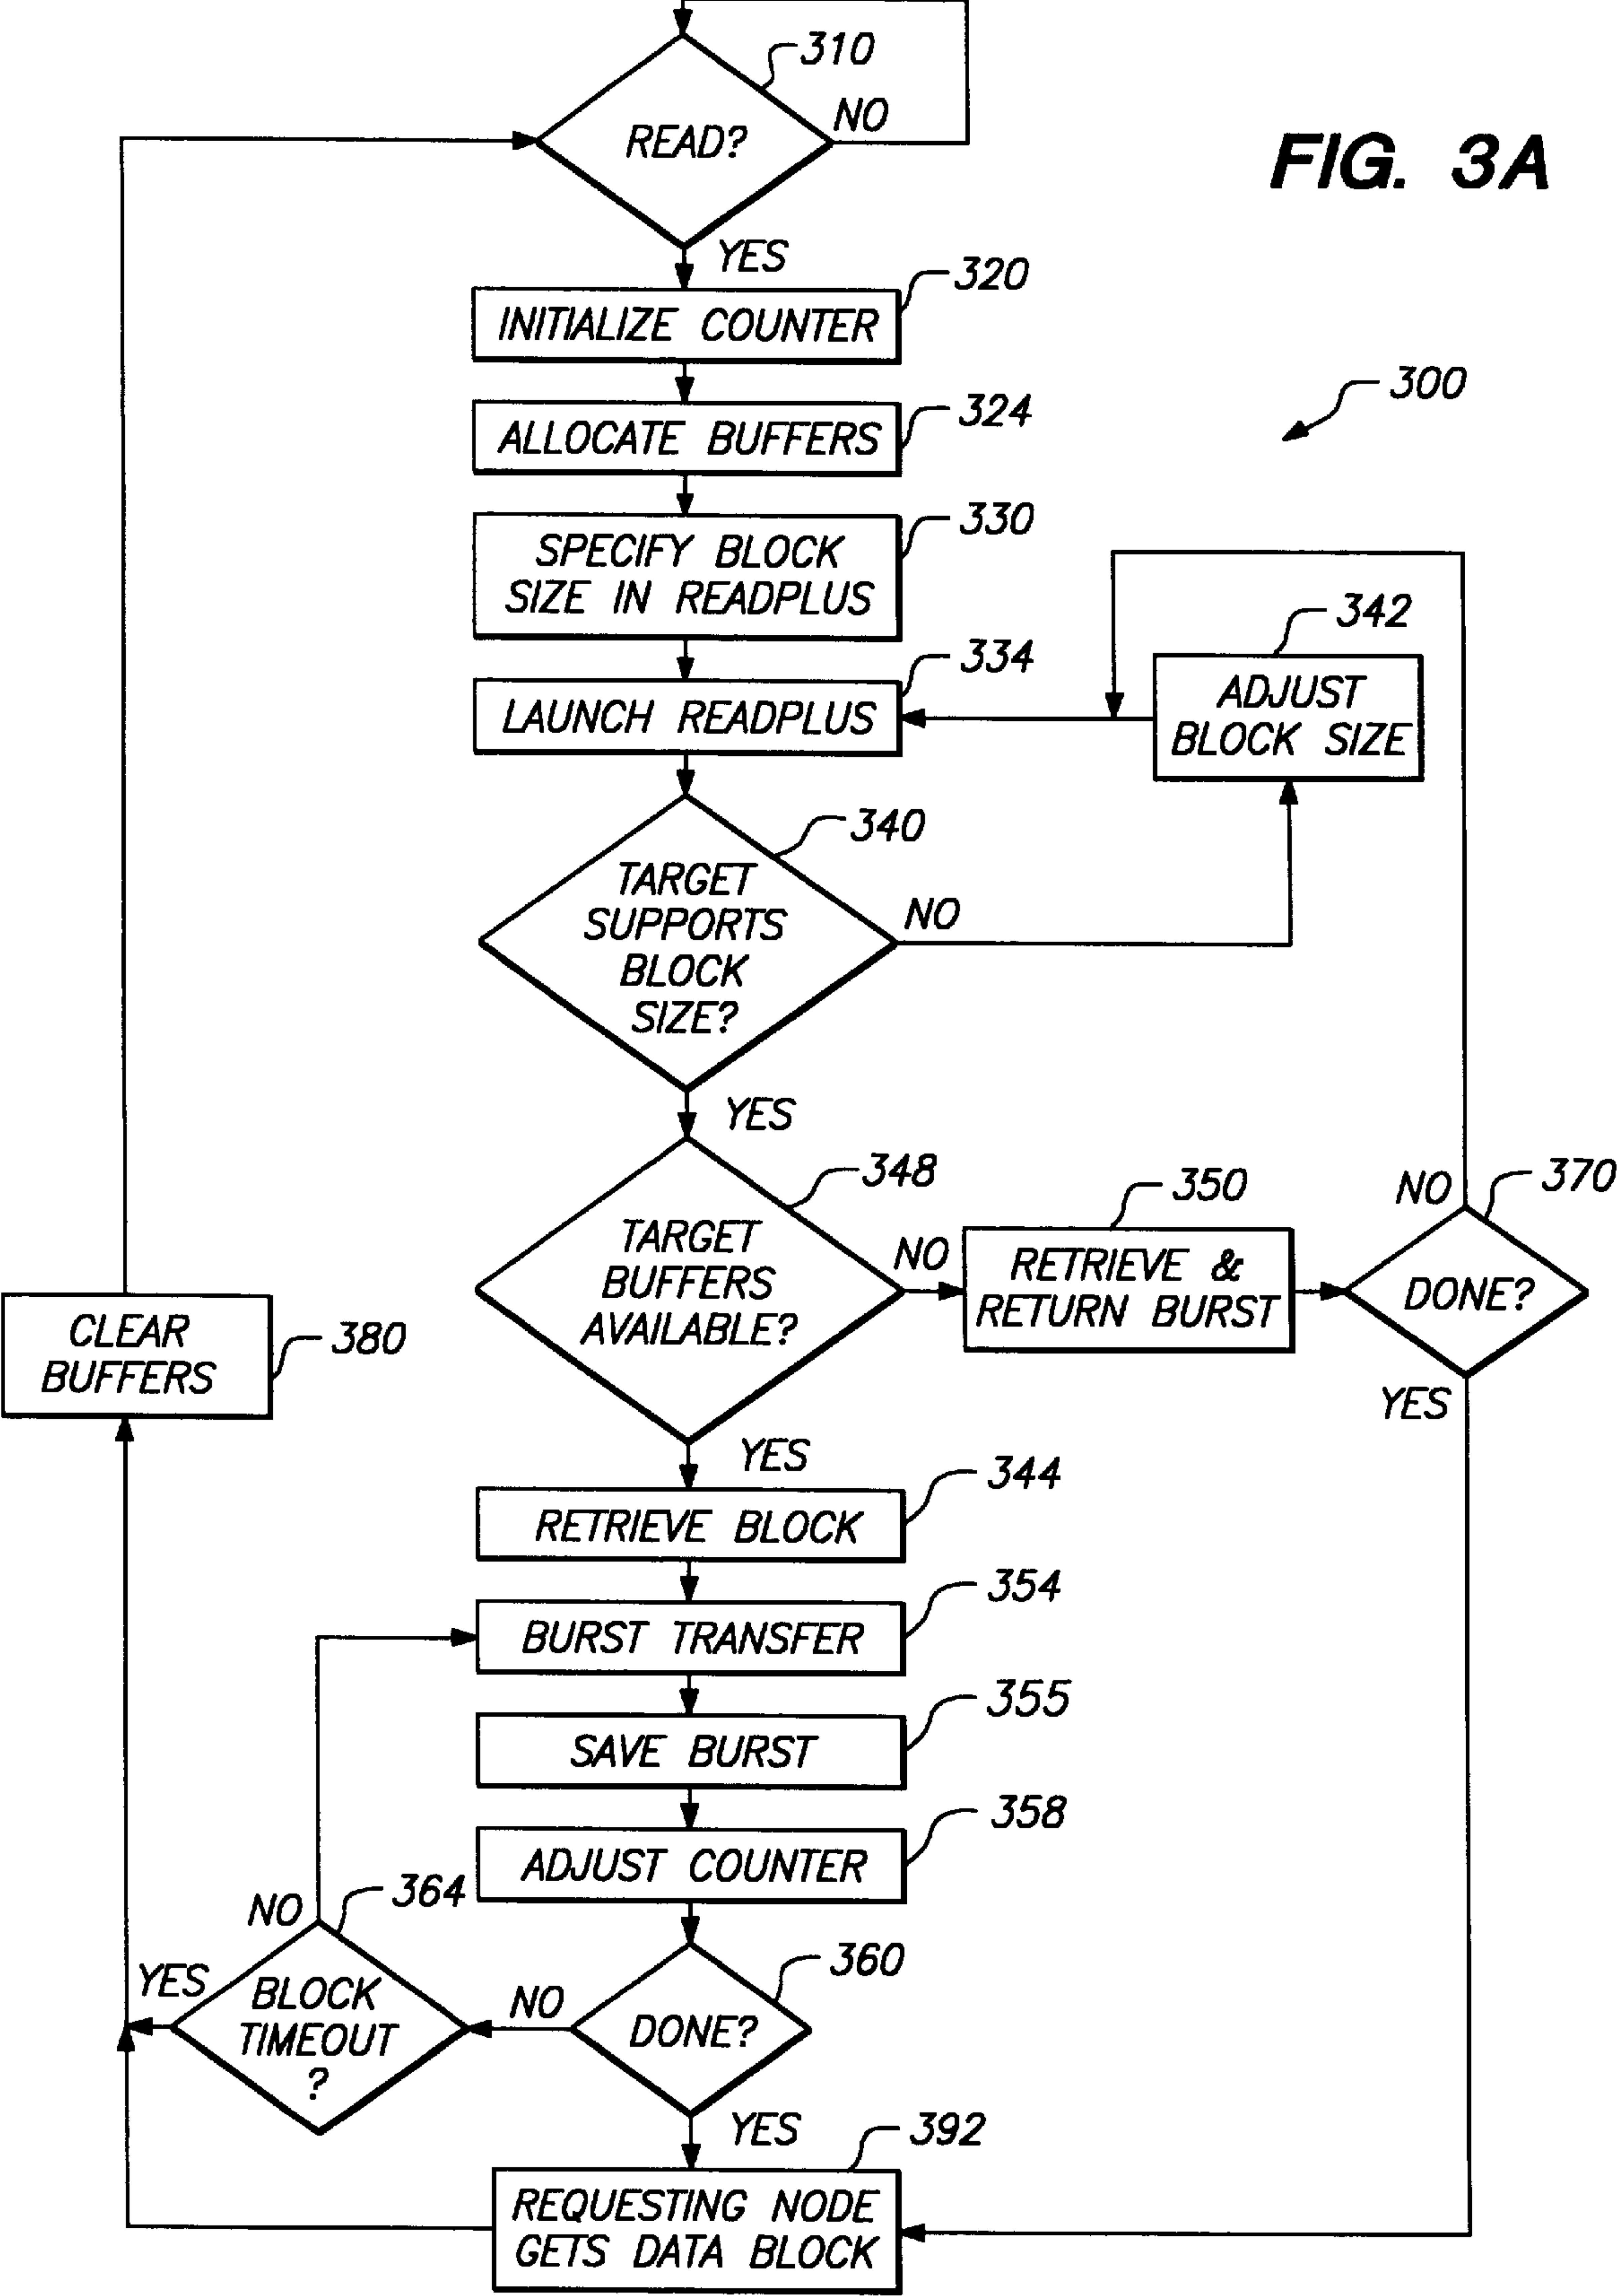 310
READ?
NO
FIG. 3A
YES
320
INITIALIZE COUNTER
300
324
ALLOCATE BUFFERS
330
SPECIFY BLOCK
SIZE IN READPLUS
342
334
LAUNCH READPLUS
ADJUST
BLOCK SIZE
340
TARGET
SUPPORTS
BLOCK
SIZE?
NO
YES
348
TARGET
BUFFERS
AVAILABLE?
NO
350
RETRIEVE &
RETURN BURST
NO
370
DONE?
YES
CLEAR
BUFFERS
380
YES
344
RETRIEVE BLOCK
354
BURST TRANSFER
355
SAVE BURST
358
ADJUST COUNTER
NO
364
YES
BLOCK
TIMEOUT
?
NO
360
DONE?
YES
392
REQUESTING NODE
GETS DATA BLOCK